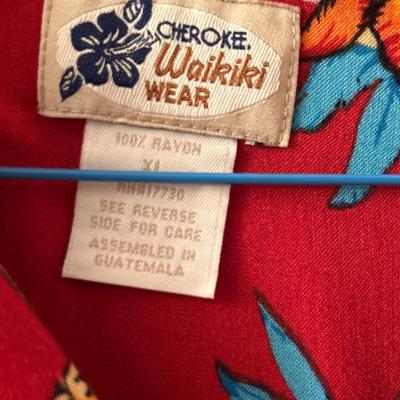 CHEROKEE.
Waikiki
WEAR
100% RAYON
XL
RN#17730
SEE REVERSE
SIDE FOR CARE
ASSEMBLED IN
GUATEMALA